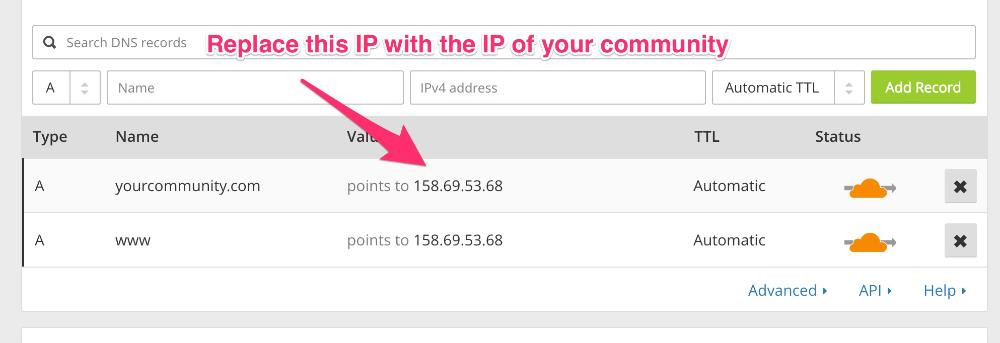 Search DNS records
Replace this IP with the IP of your community
A Name IPv4 address Automatic TTL Add Record
Type Name Value TTL Status
A yourcommunity.com points to 158.69.53.68 Automatic
A www points to 158.69.53.68 Automatic
Advanced API Help